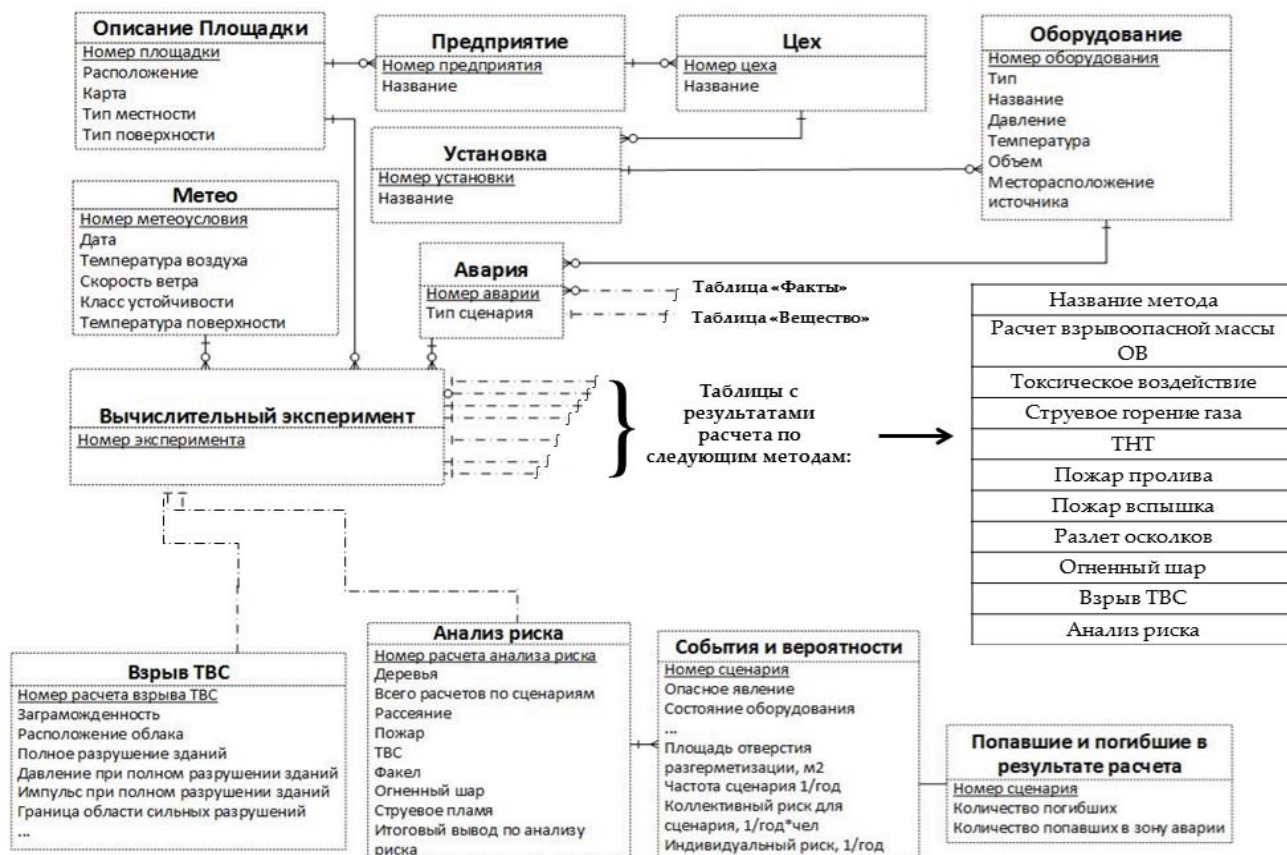 Описание Площадки
Номер площадки
Расположение
Карта
Тип местности
Тип поверхности
Предприятие
Номер предприятия
Название
Цех
Номер цеха
Название
Оборудование
Номер оборудования
Тип
Название
Давление
Температура
Объем
Месторасположение
источника
Установка
Номер установки
Название
Метео
Номер метеоусловия
Дата
Температура воздуха
Скорость ветра
Класс устойчивости
Температура поверхности
Авария
Номер аварии
Тип сценария
Таблица «Факты»
Таблица «Вещество»
Вычислительный эксперимент
Номер эксперимента
Таблицы с
результатами
расчета по
следующим методам:
Название метода
Расчет взрывоопасной массы
ОВ
Токсическое воздействие
Струевое горение газа
ТНТ
Пожар пролива
Пожар вспышка
Разлет осколков
Огненный шар
Взрыв ТВС
Анализ риска
Взрыв ТВС
Номер расчета взрыва ТВС
Заграможденность
Расположение облака
Полное разрушение зданий
Давление при полном разрушении зданий
Импульс при полном разрушении зданий
Граница области сильных разрушений
...
Анализ риска
Номер расчета анализа риска
Деревья
Всего расчетов по сценариям
Рассеяние
Пожар
ТВС
Факел
Огненный шар
Струевое пламя
Итоговый вывод по анализу
риска
События и вероятности
Номер сценария
Опасное явление
Состояние оборудования
...
Площадь отверстия
разгерметизации, м2
Частота сценария 1/год
Коллективный риск для
сценария, 1/год*чел
Индивидуальный риск, 1/год
Попавшие и погибшие в
результате расчета
Номер сценария
Количество погибших
Количество попавших в зону аварии